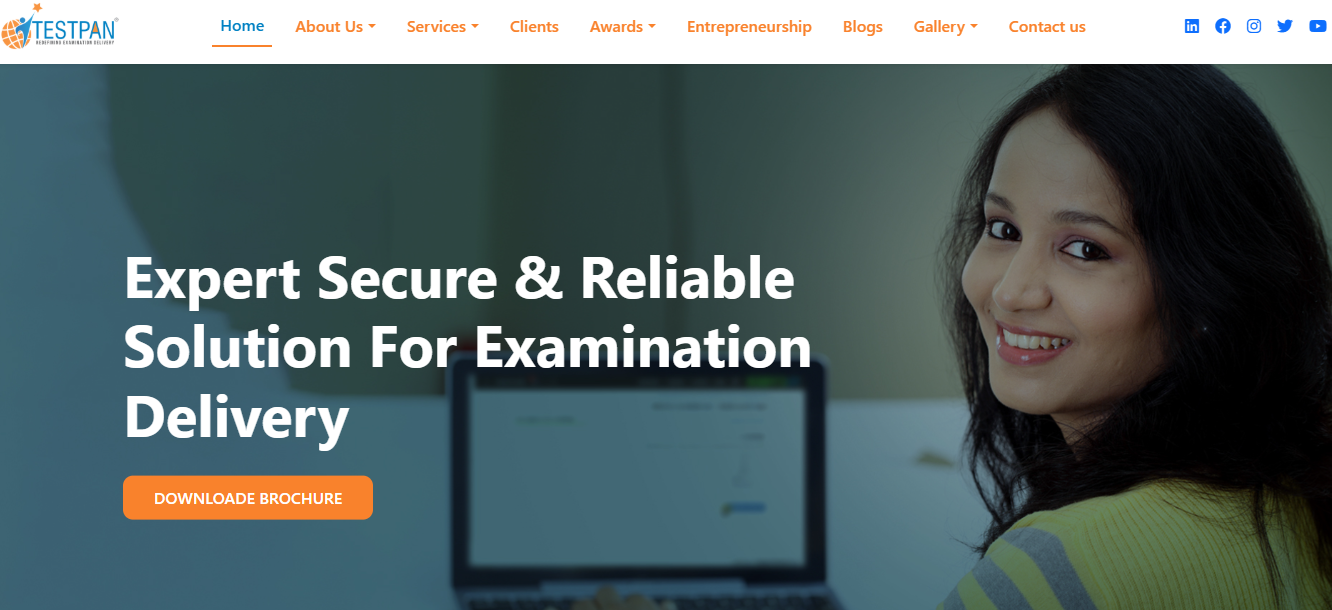 TESTPAN
REDEFINING EXAMINATION DELIVERY
Home
About Us
Services
Clients
Awards
Entrepreneurship
Blogs
Gallery
Contact us
Expert Secure & Reliable
Solution For Examination
Delivery
DOWNLOADE BROCHURE